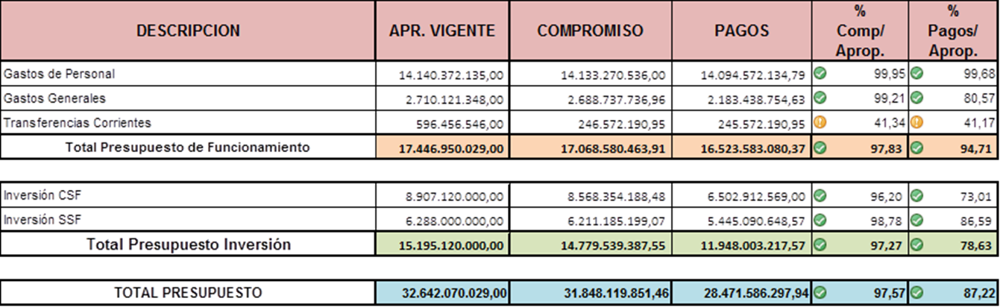 DESCRIPCION APR. VIGENTE COMPROMISO PAGOS % Comp/ Aprop. % Pagos/ Aprop.
Gastos de Personal 14.140.372.135,00 14.133.270.536,00 14.094.572.134,79 99,95 99,68
Gastos Generales 2.710.121.348,00 2.688.737.736,96 2.183.438.754,63 99,21 80,57
Transferencias Corrientes 596.456.546,00 246.572.190,95 245.572.190,95 41,34 41,17
Total Presupuesto de Funcionamiento 17.446.950.029,00 17.068.580.463,91 16.523.583.080,37 97,83 94,71
Inversión CSF 8.907.120.000,00 8.568.354.188,48 6.502.912.569,00 96,20 73,01
Inversión SSF 6.288.000.000,00 6.211.185.199,07 5.445.090.648,57 98,78 86,59
Total Presupuesto Inversión 15.195.120.000,00 14.779.539.387,55 11.948.003.217,57 97,27 78,63
TOTAL PRESUPUESTO 32.642.070.029,00 31.848.119.851,46 28.471.586.297,94 97,57 87,22